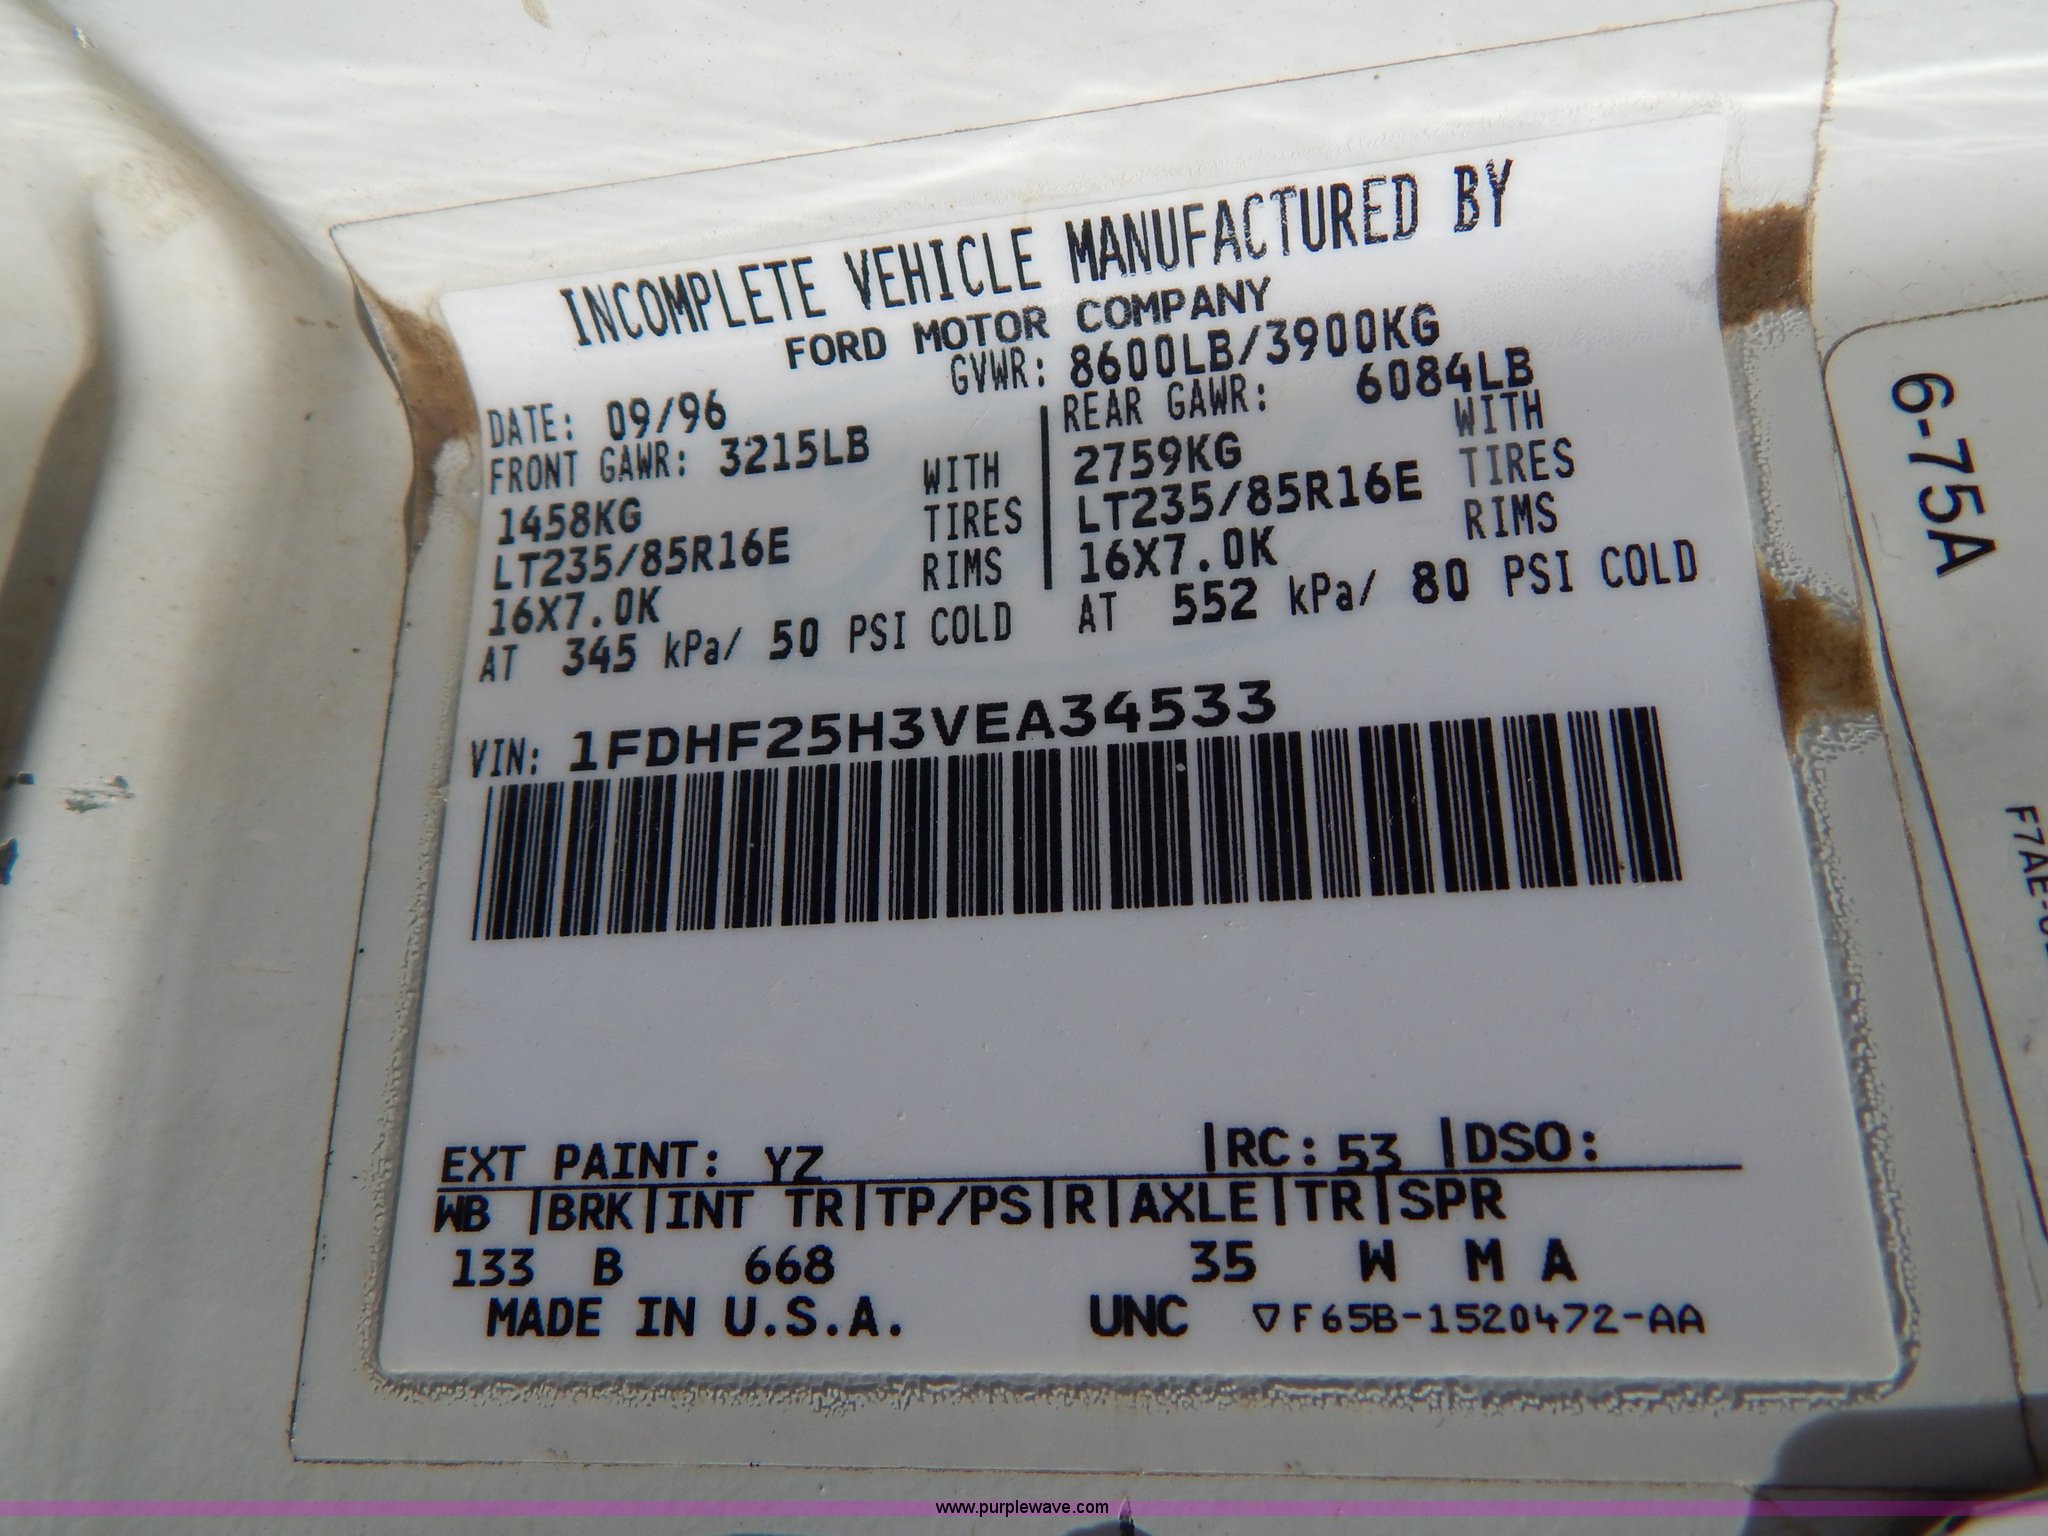 INCOMPLETE VEHICLE MANUFACTURED BY
FORD MOTOR COMPANY
GVWR: 8600LB/3900KG
DATE: 09/96
FRONT GAWR: 3215LB
1458KG WITH
LT235/85R16E TIRES
16X7.0K RIMS
AT 345 kPa/ 50 PSI COLD
REAR GAWR: 6084LB
2759KG WITH
LT235/85R16E TIRES
16X7.0K RIMS
AT 552 kPa/ 80 PSI COLD
VIN: 1FDHF25H3VEA34533
EXT PAINT: YZ |RC: 53 |DSO:
WB |BRK|INT TR|TP/PS|R|AXLE|TR|SPR
133 B 668 35 W M A
MADE IN U.S.A. UNC ▽F65B-1520472-AA
6-75A
F7AE-
www.purplewave.com